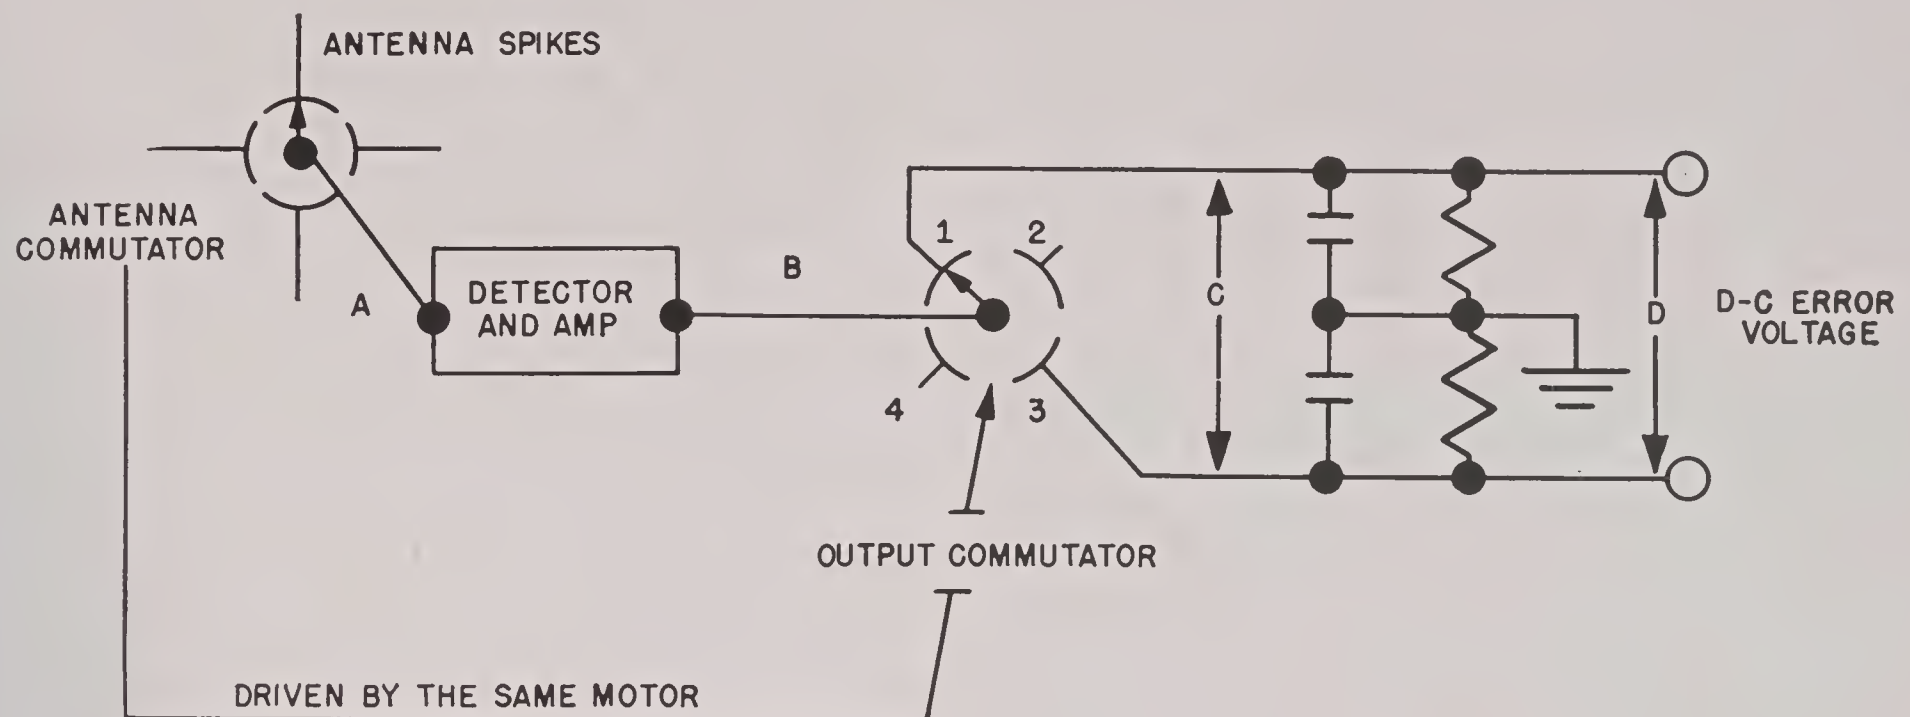 ANTENNA SPIKES
ANTENNA
COMMUTATOR
A
DETECTOR
AND AMP
B
1
2
4
3
C
D
D-C ERROR
VOLTAGE
OUTPUT COMMUTATOR
DRIVEN BY THE SAME MOTOR